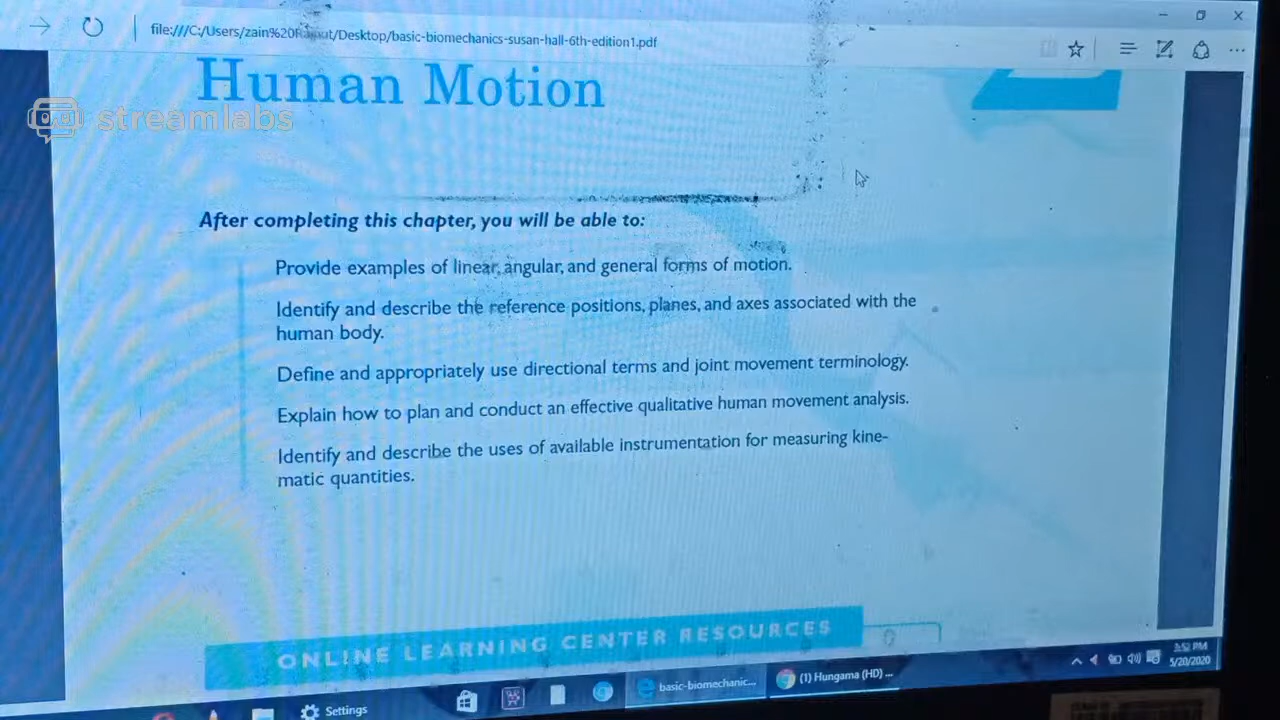 file:///C:/Users/zain%20Rajput/Desktop/basic-biomechanics-susan-hall-6th-edition1.pdf
Human Motion
streamlabs
After completing this chapter, you will be able to:
Provide examples of linear, angular, and general forms of motion.
Identify and describe the reference positions, planes, and axes associated with the
human body.
Define and appropriately use directional terms and joint movement terminology.
Explain how to plan and conduct an effective qualitative human movement analysis.
Identify and describe the uses of available instrumentation for measuring kine-
matic quantities.
ONLINE LEARNING CENTER RESOURCES
Settings
basic-biomechanic...
(1) Hungama (HD) ...
3:52 PM
5/20/2020